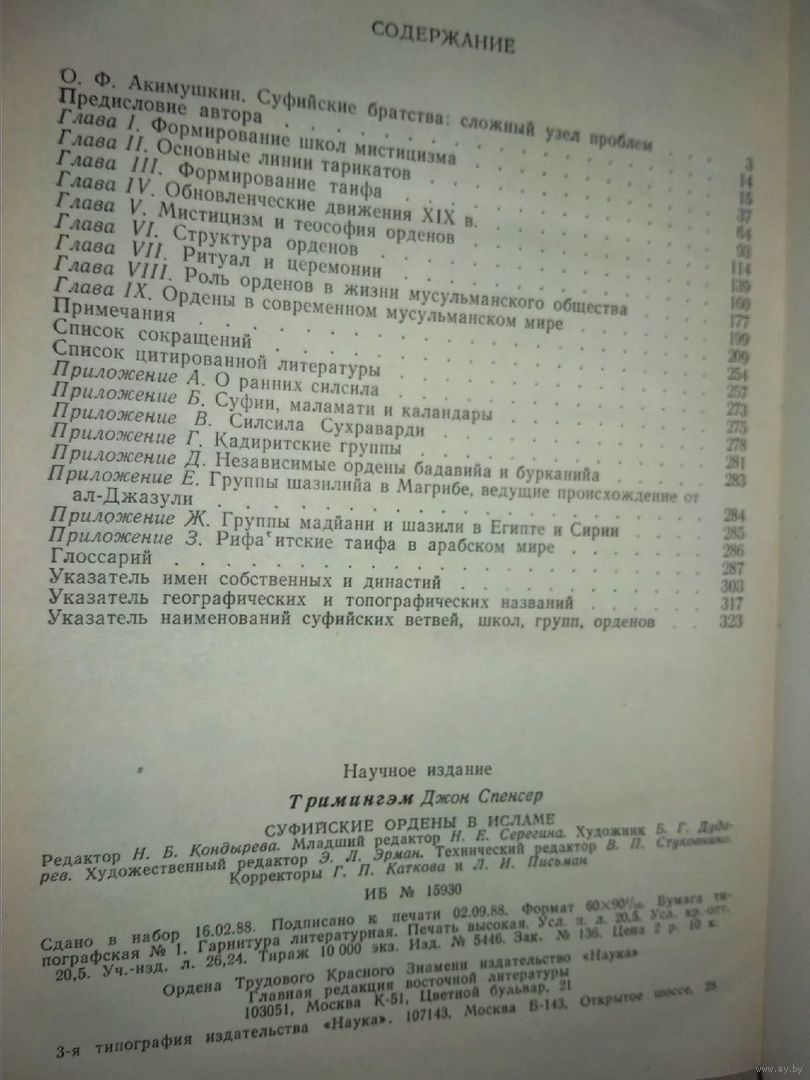 СОДЕРЖАНИЕ
О. Ф. Акимушкин. Суфийские братства: сложный узел проблем . . . 3
Предисловие автора . . . 14
Глава I. Формирование школ мистицизма . . . 15
Глава II. Основные линии тарикатов . . . 37
Глава III. Формирование таифа . . . 64
Глава IV. Обновленческие движения XIX в. . . . 93
Глава V. Мистицизм и теософия орденов . . . 114
Глава VI. Структура орденов . . . 139
Глава VII. Ритуал и церемонии . . . 160
Глава VIII. Роль орденов в жизни мусульманского общества . . . 177
Глава IX. Ордены в современном мусульманском мире . . . 199
Примечания . . . 209
Список сокращений . . . 254
Список цитированной литературы . . . 257
Приложение А. О ранних силсила . . . 273
Приложение Б. Суфии, маламати и каландары . . . 275
Приложение В. Силсила Сухраварди . . . 278
Приложение Г. Кадиритские группы . . . 281
Приложение Д. Независимые ордены бадавийа и бурканийа . . . 283
Приложение Е. Группы шазилийа в Магрибе, ведущие происхождение от
ал-Джазули . . . 284
Приложение Ж. Группы мадйани и шазили в Египте и Сирии . . . 285
Приложение З. Рифа'итские таифа в арабском мире . . . 286
Глоссарий . . . 287
Указатель имен собственных и династий . . . 303
Указатель географических и топографических названий . . . 317
Указатель наименований суфийских ветвей, школ, групп, орденов . . 323
Научное издание
Тримингэм Джон Спенсер
СУФИЙСКИЕ ОРДЕНЫ В ИСЛАМЕ
Редактор Н. Б. Кондырева. Младший редактор Н. Е. Серегина. Художник Б. Г. Дуда-
рев. Художественный редактор Э. Л. Эрман. Технический редактор В. П.
Корректоры Г. П. Каткова и Л. И. Письман
ИБ № 15930
Сдано в набор 16.02.88. Подписано к печати 02.09.88. Формат 60×90 1/16. Бумага ти-
пографская № 1. Гарнитура литературная. Печать высокая. Усл. п. л. 20,5. Усл. кр.-отт.
20,5. Уч.-изд. л. 26,24. Тираж 10 000 экз. Изд. № 5446. Зак. № 136. Цена 2 р. 10 к.
Ордена Трудового Красного Знамени издательство «Наука»
Главная редакция восточной литературы
103051, Москва К-51, Цветной бульвар, 21
3-я типография издательства «Наука». 107143, Москва Б-143, Открытое шоссе, 28
www.ay.by